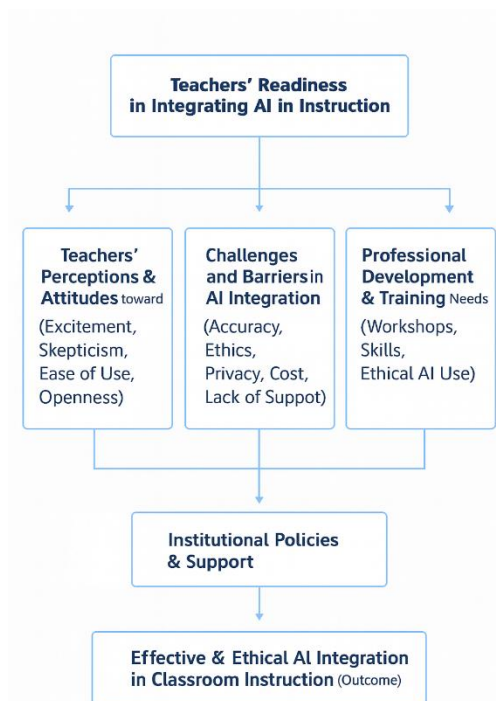 Teachers' Readiness
in Integrating AI in Instruction
Teachers'
Perceptions &
Attitudes toward
(Excitement,
Skepticism,
Ease of Use,
Openness)
Challenges
and Barriers in
AI Integration
(Accuracy,
Ethics,
Privacy, Cost,
Lack of Suppot)
Professional
Development
& Training Needs
(Workshops,
Skills,
Ethical AI Use)
Institutional Policies
& Support
Effective & Ethical AI Integration
in Classroom Instruction (Outcome)